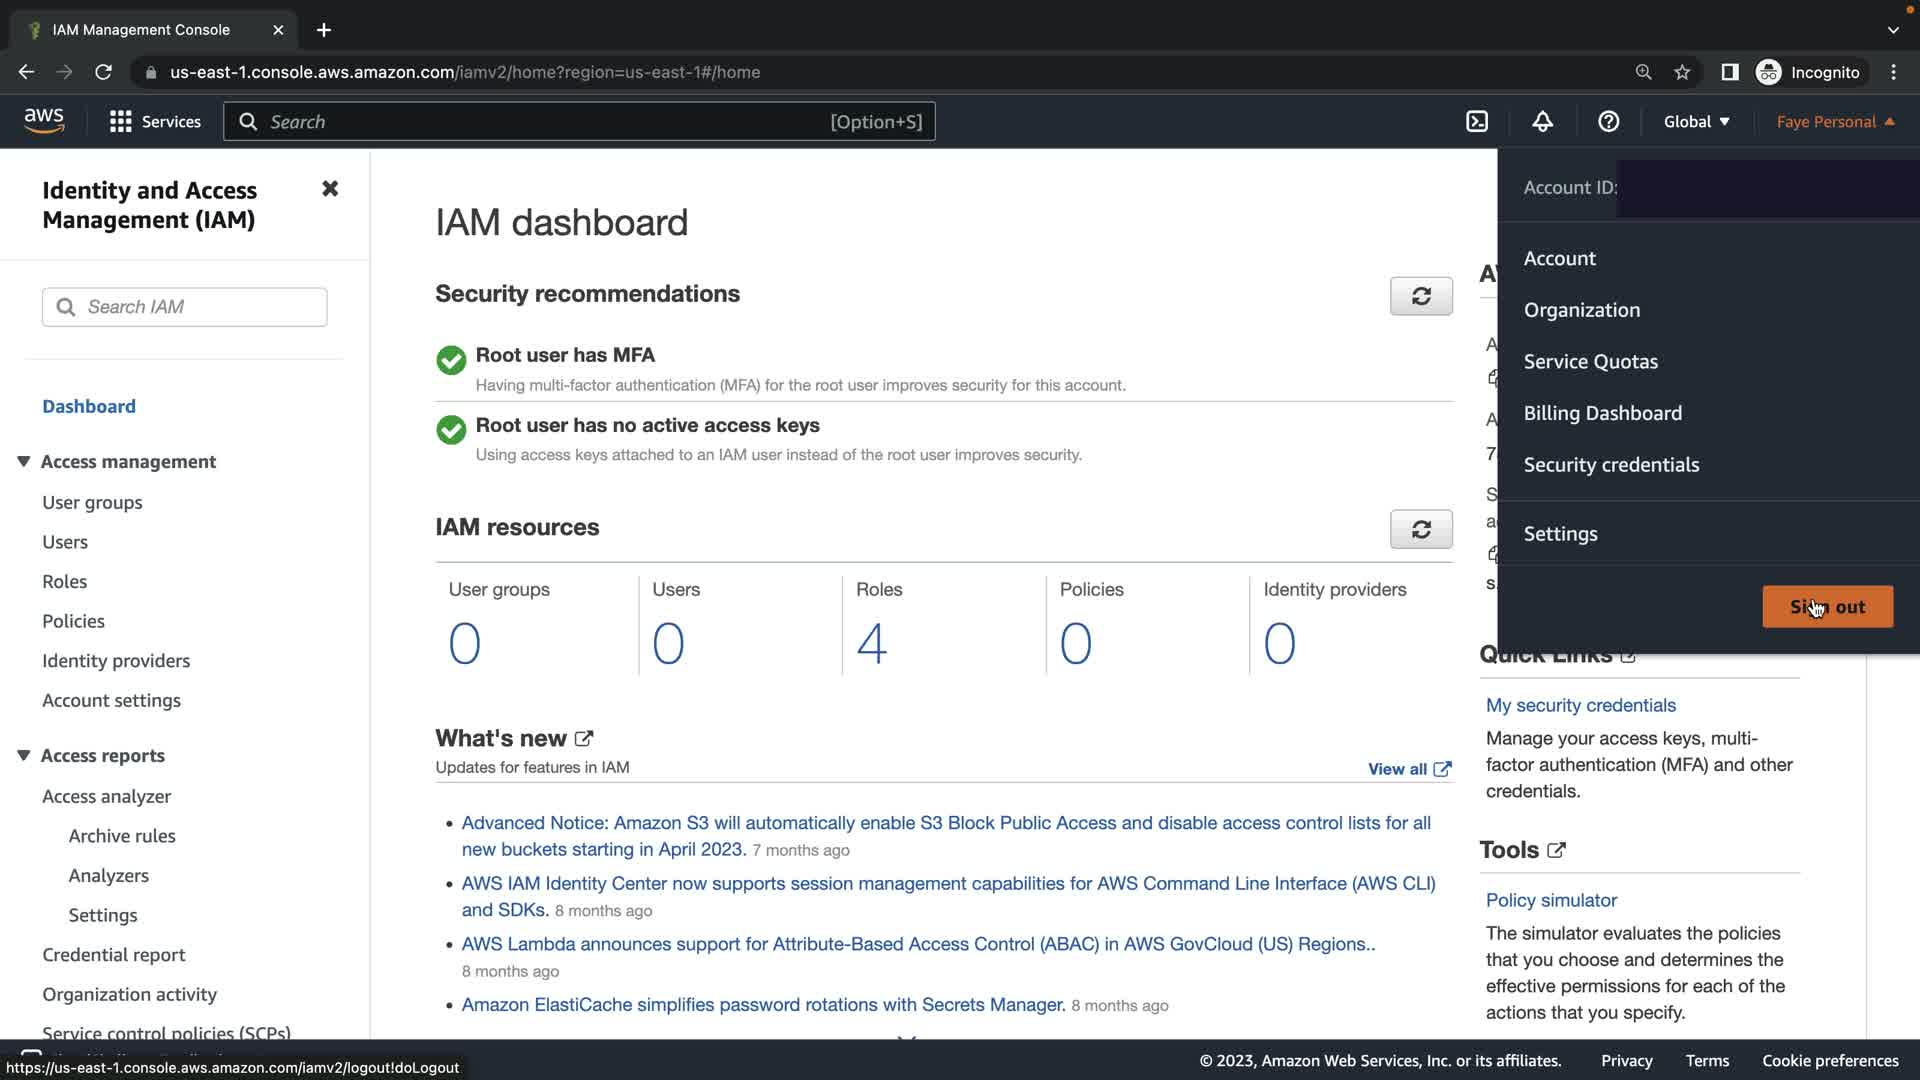 IAM Management Console
us-east-1.console.aws.amazon.com/iamv2/home?region=us-east-1#/home
Incognito
aws
Services
Search
[Option+S]
Global
Faye Personal
Identity and Access
Management (IAM)
Search IAM
Dashboard
Access management
User groups
Users
Roles
Policies
Identity providers
Account settings
Access reports
Access analyzer
Archive rules
Analyzers
Settings
Credential report
Organization activity
Service control policies (SCPs)
IAM dashboard
Security recommendations
Root user has MFA
Having multi-factor authentication (MFA) for the root user improves security for this account.
Root user has no active access keys
Using access keys attached to an IAM user instead of the root user improves security.
IAM resources
User groups
0
Users
0
Roles
4
Policies
0
Identity providers
0
What's new
Updates for features in IAM
View all
• Advanced Notice: Amazon S3 will automatically enable S3 Block Public Access and disable access control lists for all
new buckets starting in April 2023. 7 months ago
• AWS IAM Identity Center now supports session management capabilities for AWS Command Line Interface (AWS CLI)
and SDKs. 8 months ago
• AWS Lambda announces support for Attribute-Based Access Control (ABAC) in AWS GovCloud (US) Regions..
8 months ago
• Amazon ElastiCache simplifies password rotations with Secrets Manager. 8 months ago
Account ID:
Account
Organization
Service Quotas
Billing Dashboard
Security credentials
Settings
Sign out
Quick Links
My security credentials
Manage your access keys, multi-
factor authentication (MFA) and other
credentials.
Tools
Policy simulator
The simulator evaluates the policies
that you choose and determines the
effective permissions for each of the
actions that you specify.
https://us-east-1.console.aws.amazon.com/iamv2/logout!doLogout
© 2023, Amazon Web Services, Inc. or its affiliates.
Privacy
Terms
Cookie preferences